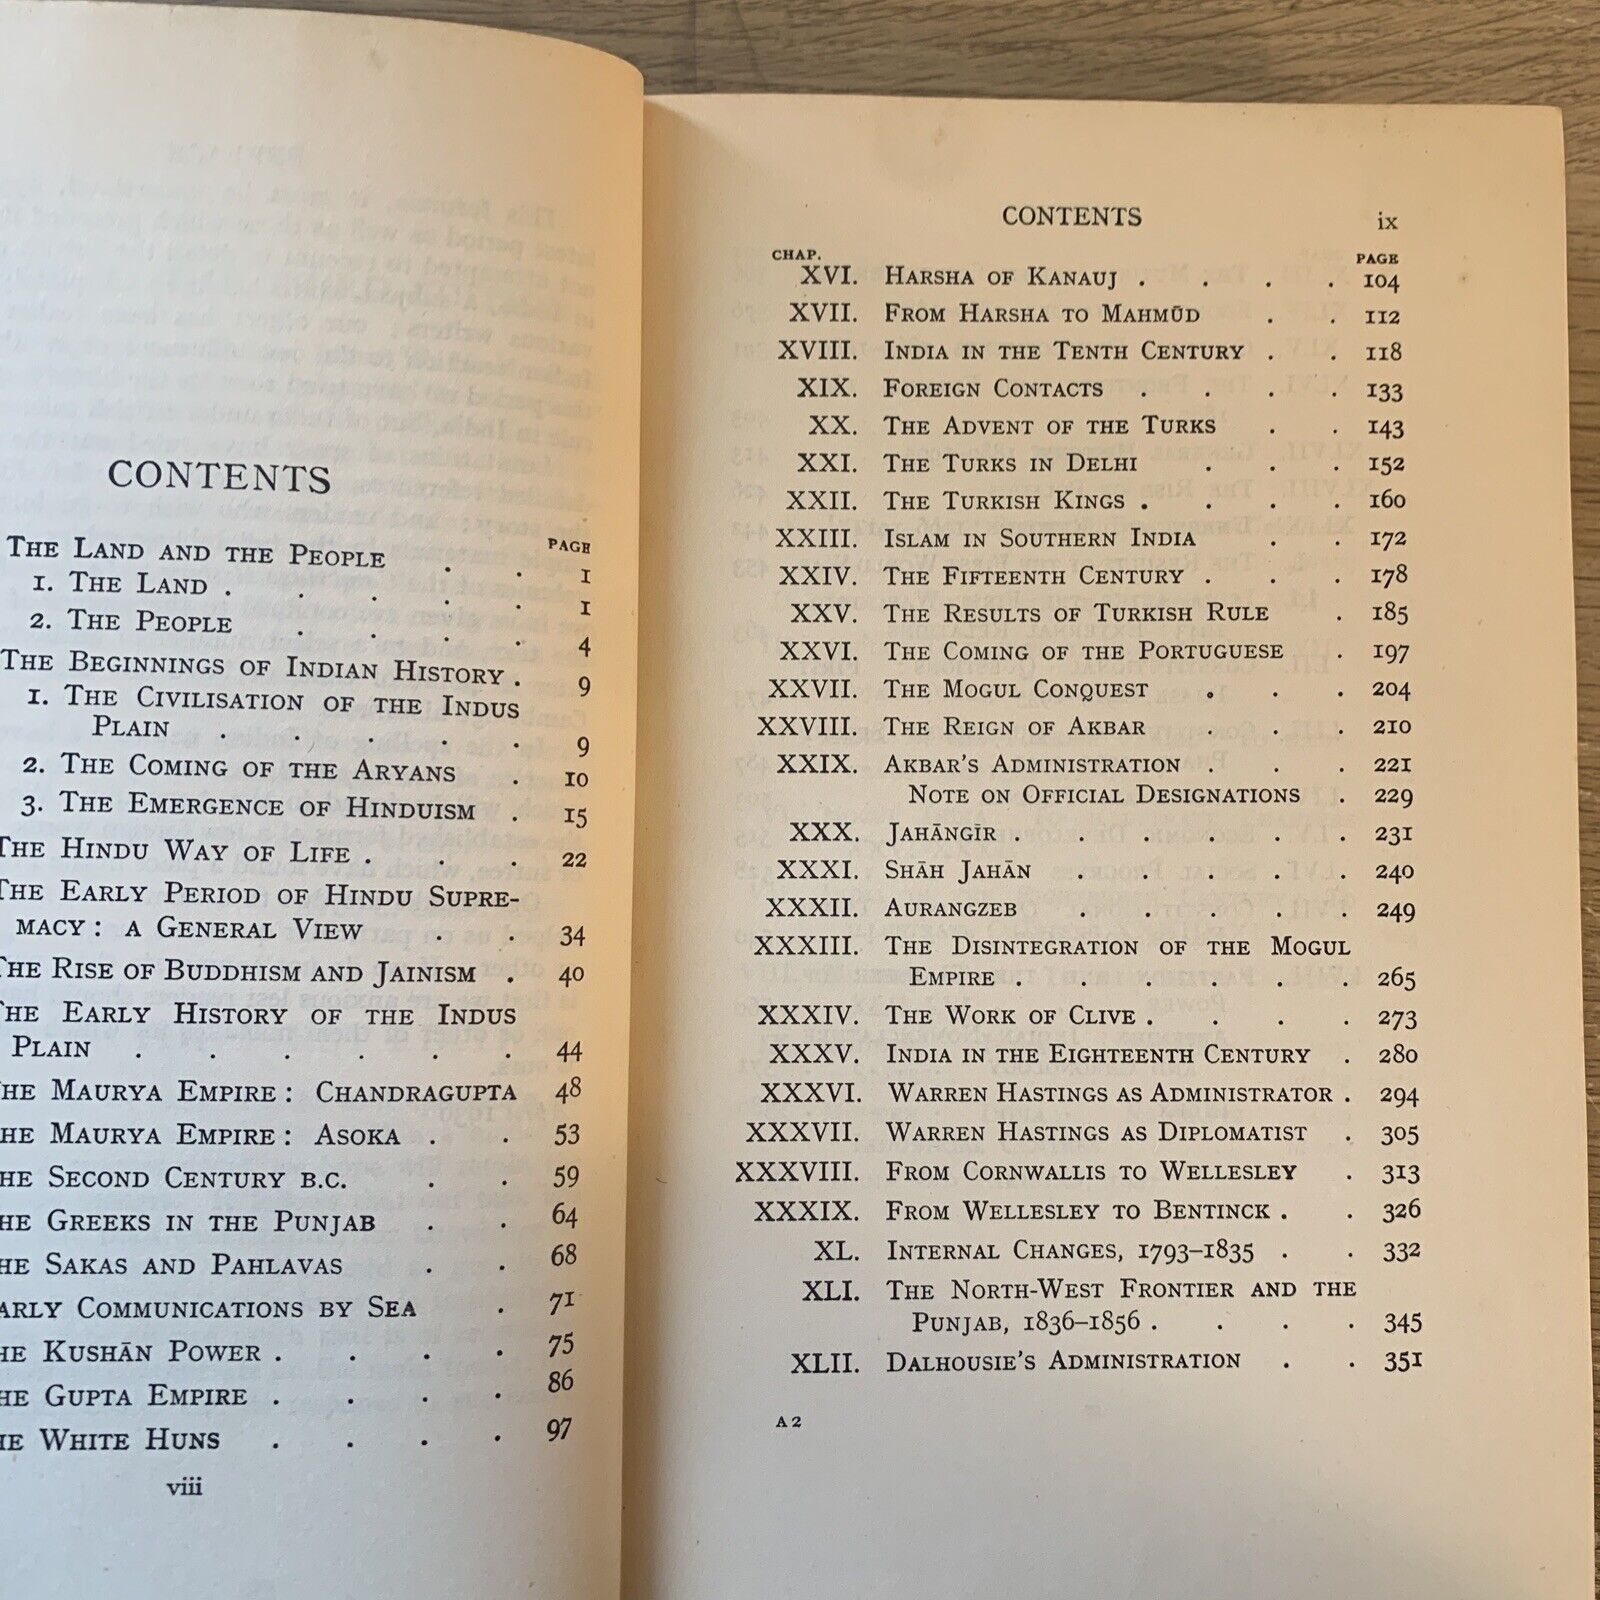 CONTENTS
PAGE
THE LAND AND THE PEOPLE . . 1
1. THE LAND . . . . . 1
2. THE PEOPLE . . . . 4
THE BEGINNINGS OF INDIAN HISTORY . 9
1. THE CIVILISATION OF THE INDUS
PLAIN . . . . . 9
2. THE COMING OF THE ARYANS . 10
3. THE EMERGENCE OF HINDUISM . 15
THE HINDU WAY OF LIFE . . . 22
THE EARLY PERIOD OF HINDU SUPRE-
MACY : A GENERAL VIEW . . 34
THE RISE OF BUDDHISM AND JAINISM . 40
THE EARLY HISTORY OF THE INDUS
PLAIN . . . . . . 44
HE MAURYA EMPIRE : CHANDRAGUPTA 48
HE MAURYA EMPIRE : ASOKA . . 53
HE SECOND CENTURY B.C. . . 59
HE GREEKS IN THE PUNJAB . . 64
HE SAKAS AND PAHLAVAS . . 68
ARLY COMMUNICATIONS BY SEA . 71
HE KUSHĀN POWER . . . . 75
HE GUPTA EMPIRE . . . . 86
HE WHITE HUNS . . . . 97
viii
CONTENTS ix
CHAP. PAGE
XVI. HARSHA OF KANAUJ . . . . 104
XVII. FROM HARSHA TO MAHMŪD . . 112
XVIII. INDIA IN THE TENTH CENTURY . . 118
XIX. FOREIGN CONTACTS . . . . 133
XX. THE ADVENT OF THE TURKS . . 143
XXI. THE TURKS IN DELHI . . . 152
XXII. THE TURKISH KINGS . . . . 160
XXIII. ISLAM IN SOUTHERN INDIA . . 172
XXIV. THE FIFTEENTH CENTURY . . . 178
XXV. THE RESULTS OF TURKISH RULE . 185
XXVI. THE COMING OF THE PORTUGUESE . 197
XXVII. THE MOGUL CONQUEST . . . 204
XXVIII. THE REIGN OF AKBAR . . . 210
XXIX. AKBAR'S ADMINISTRATION . . . 221
NOTE ON OFFICIAL DESIGNATIONS . 229
XXX. JAHĀNGĪR . . . . . . 231
XXXI. SHĀH JAHĀN . . . . . 240
XXXII. AURANGZEB . . . . . 249
XXXIII. THE DISINTEGRATION OF THE MOGUL
EMPIRE . . . . . . 265
XXXIV. THE WORK OF CLIVE . . . . 273
XXXV. INDIA IN THE EIGHTEENTH CENTURY . 280
XXXVI. WARREN HASTINGS AS ADMINISTRATOR . 294
XXXVII. WARREN HASTINGS AS DIPLOMATIST . 305
XXXVIII. FROM CORNWALLIS TO WELLESLEY . 313
XXXIX. FROM WELLESLEY TO BENTINCK . . 326
XL. INTERNAL CHANGES, 1793–1835 . . 332
XLI. THE NORTH-WEST FRONTIER AND THE
PUNJAB, 1836–1856 . . . . 345
XLII. DALHOUSIE'S ADMINISTRATION . . 351
A 2